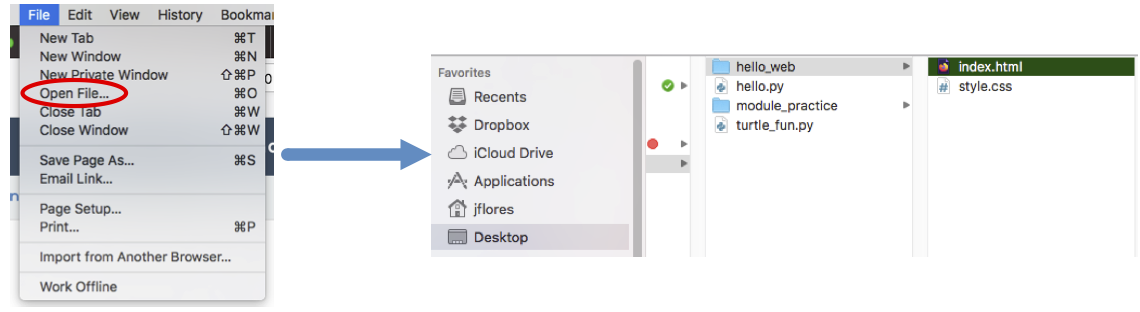 File Edit View History Bookma
New Tab ⌘T
New Window ⌘N
New Private Window ⇧⌘P
Open File... ⌘O
Close Tab ⌘W
Close Window ⇧⌘W
Save Page As... ⌘S
Email Link...
Page Setup...
Print... ⌘P
Import from Another Browser...
Work Offline
Favorites
Recents
Dropbox
iCloud Drive
Applications
jflores
Desktop
hello_web
hello.py
module_practice
turtle_fun.py
index.html
style.css